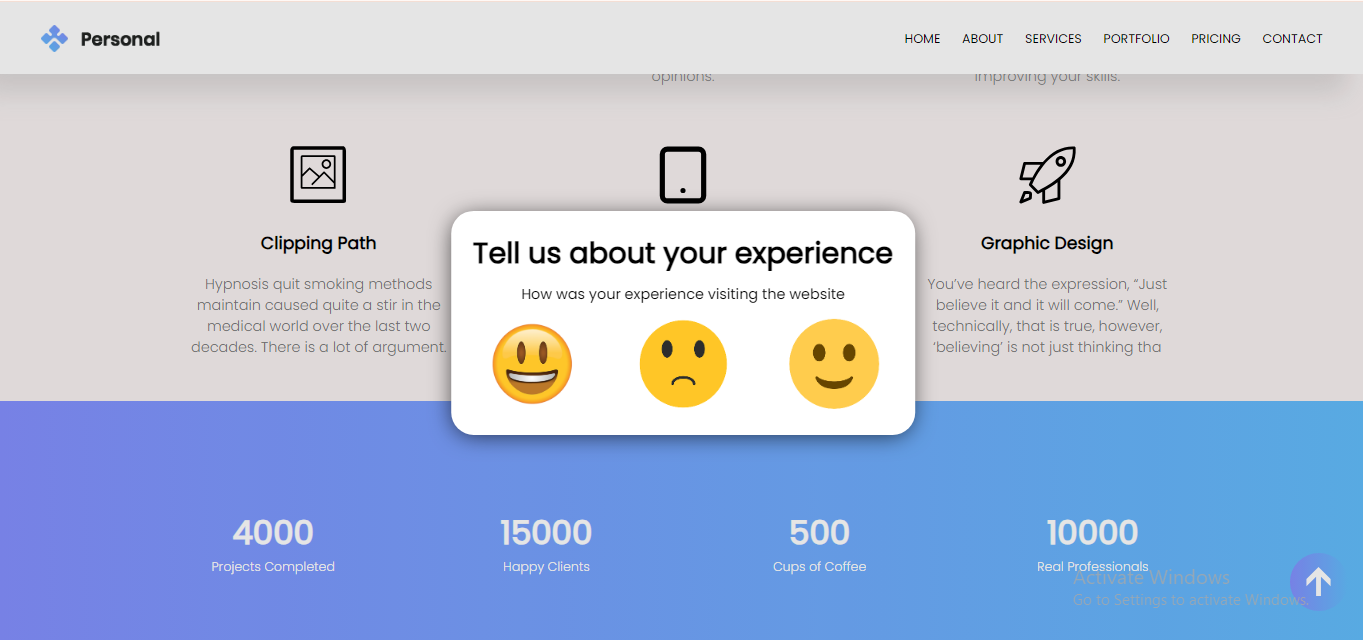 Personal
HOME ABOUT SERVICES PORTFOLIO PRICING CONTACT
opinions.
improving your skills.
Clipping Path
Hypnosis quit smoking methods
maintain caused quite a stir in the
medical world over the last two
decades. There is a lot of argument.
Tell us about your experience
How was your experience visiting the website
Graphic Design
You’ve heard the expression, “Just
believe it and it will come.” Well,
technically, that is true, however,
‘believing’ is not just thinking tha
4000
Projects Completed
15000
Happy Clients
500
Cups of Coffee
10000
Real Professionals
Activate Windows
Go to Settings to activate Windows.